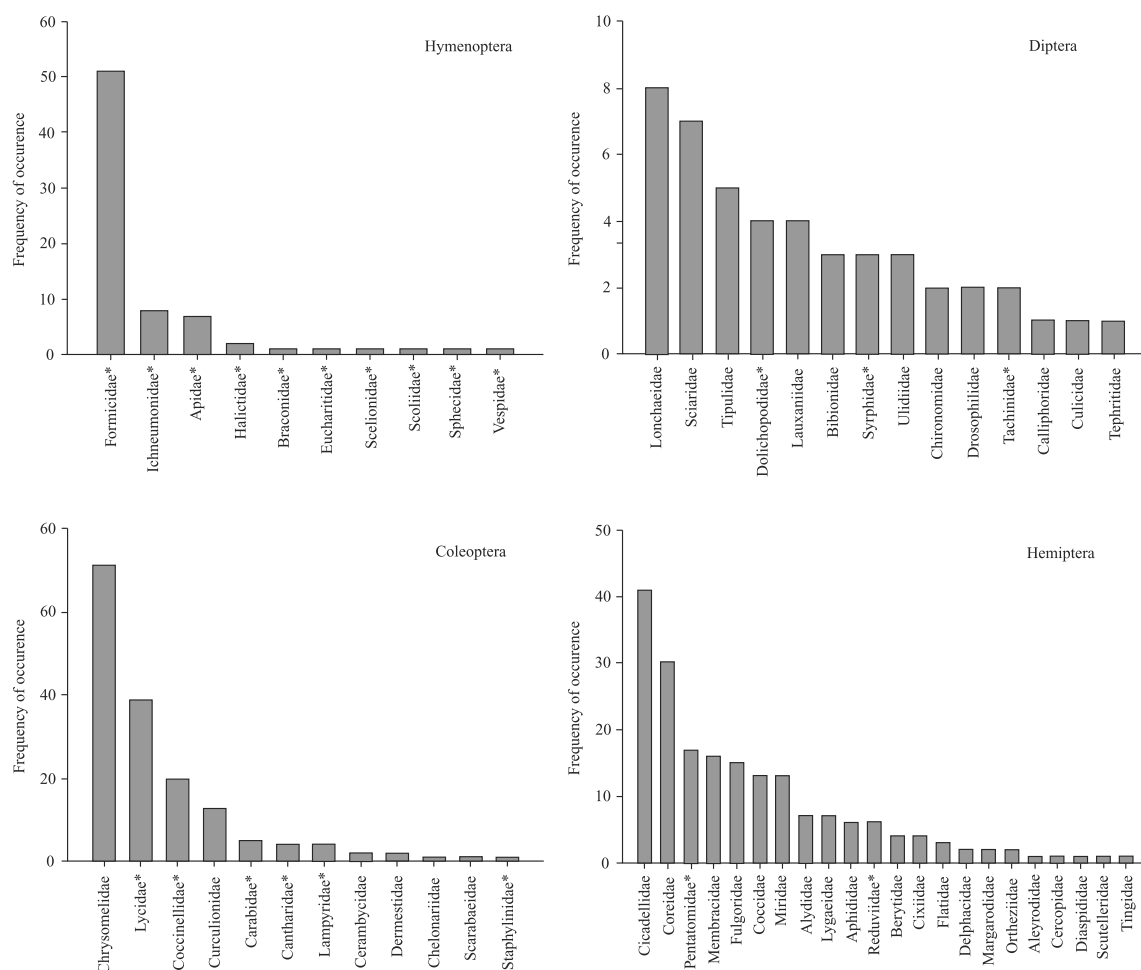 Hymenoptera
Frequency of occurence
60
50
40
30
20
10
0
Formicidae*
Ichneumonidae*
Apidae*
Halictidae*
Braconidae*
Eucharitidae*
Scelionidae*
Scoliidae*
Sphecidae*
Vespidae*
Diptera
Frequency of occurence
10
8
6
4
2
0
Lonchaeidae
Sciaridae
Tipulidae
Dolichopodidae*
Lauxaniidae
Bibionidae
Syrphidae*
Ulidiidae
Chironomidae
Drosophilidae
Tachinidae*
Calliphoridae
Culicidae
Tephritidae
Coleoptera
Frequency of occurence
60
60
40
20
0
Chrysomelidae
Lycidae*
Coccinellidae*
Curculionidae
Carabidae*
Cantharidae*
Lampyridae*
Cerambycidae
Dermestidae
Chelonariidae
Scarabaeidae
Staphylinidae*
Hemiptera
Frequency of occurence
50
40
30
20
10
0
Cicadellidae
Coreidae
Pentatomidae*
Membracidae
Fulgoridae
Coccidae
Miridae
Alydidae
Lygaeidae
Aphididae
Reduviidae*
Berytidae
Cixiidae
Flatidae
Delphacidae
Margarodidae
Ortheziidae
Aleyrodidae
Cercopidae
Diaspididae
Scutelleridae
Tingidae